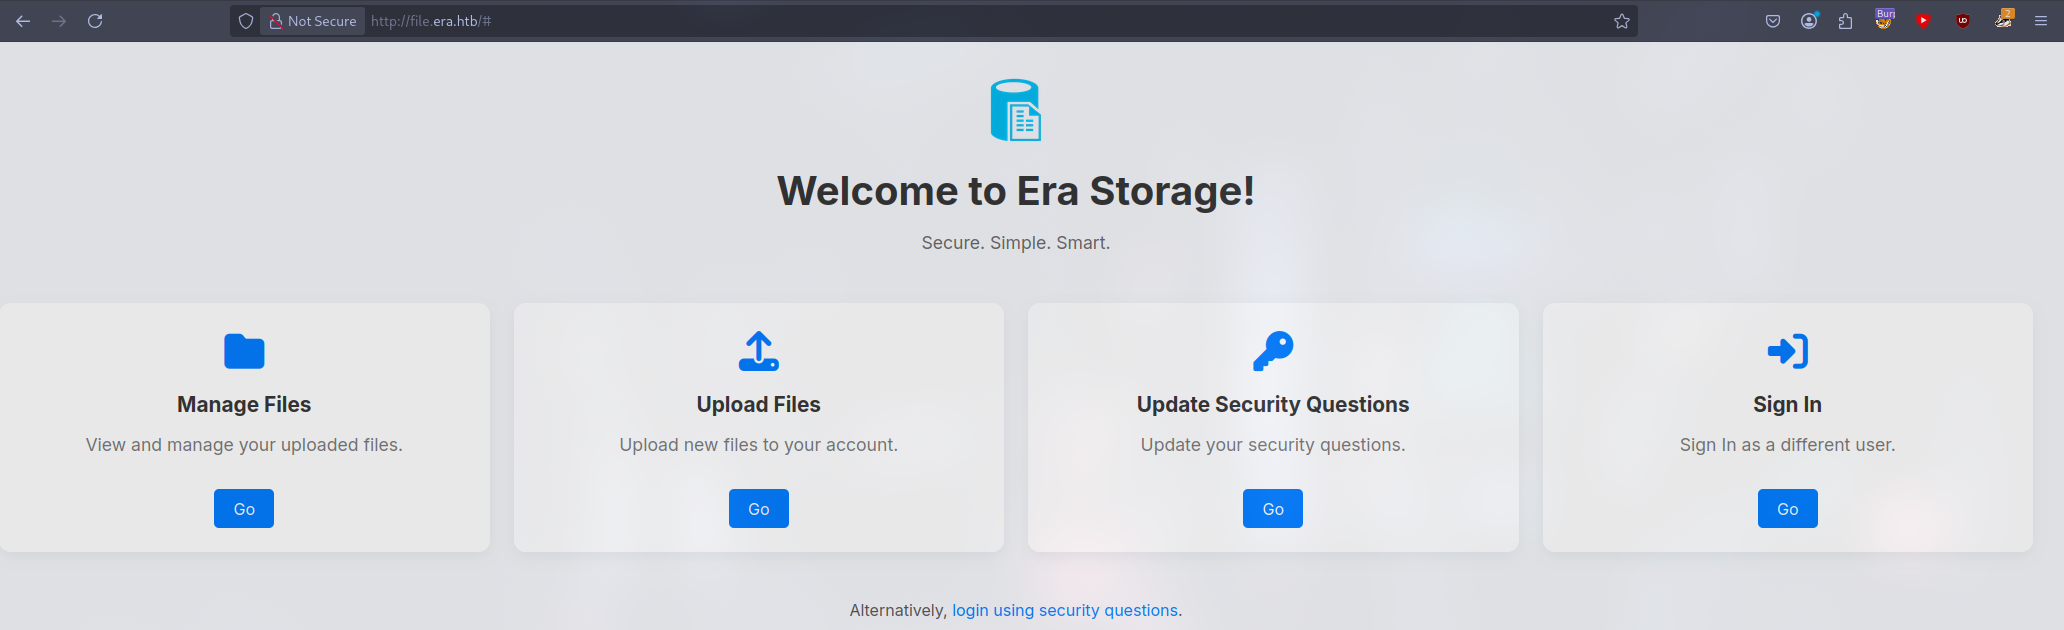 Not Secure http://file.era.htb/#
Burp
2
Welcome to Era Storage!
Secure. Simple. Smart.
Manage Files
View and manage your uploaded files.
Go
Upload Files
Upload new files to your account.
Go
Update Security Questions
Update your security questions.
Go
Sign In
Sign In as a different user.
Go
Alternatively, login using security questions.